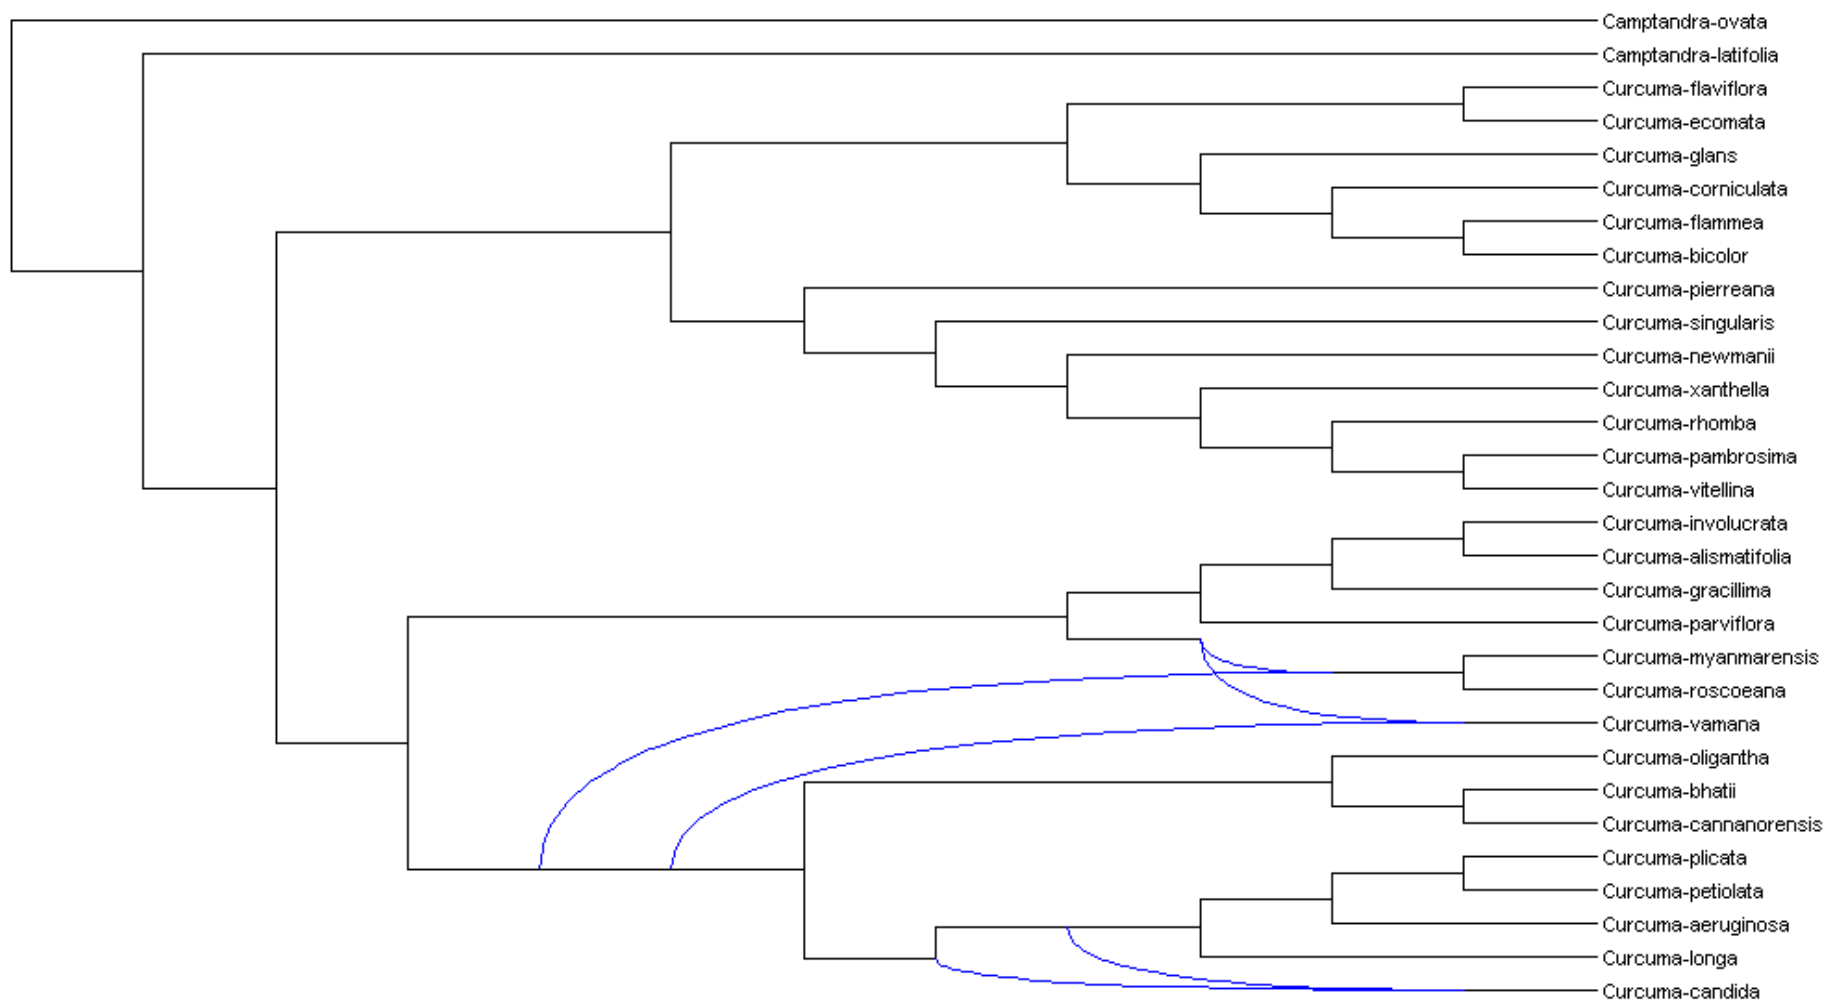 Camptandra-ovata
Camptandra-latifolia
Curcuma-flaviflora
Curcuma-ecomata
Curcuma-glans
Curcuma-corniculata
Curcuma-flammea
Curcuma-bicolor
Curcuma-pierreana
Curcuma-singularis
Curcuma-newmanii
Curcuma-xanthella
Curcuma-rhomba
Curcuma-pambrosima
Curcuma-vitellina
Curcuma-involucrata
Curcuma-alismatifolia
Curcuma-gracillima
Curcuma-parviflora
Curcuma-myanmarensis
Curcuma-roscoeana
Curcuma-vamana
Curcuma-oligantha
Curcuma-bhatii
Curcuma-cannanorensis
Curcuma-plicata
Curcuma-petiolata
Curcuma-aeruginosa
Curcuma-longa
Curcuma-candida